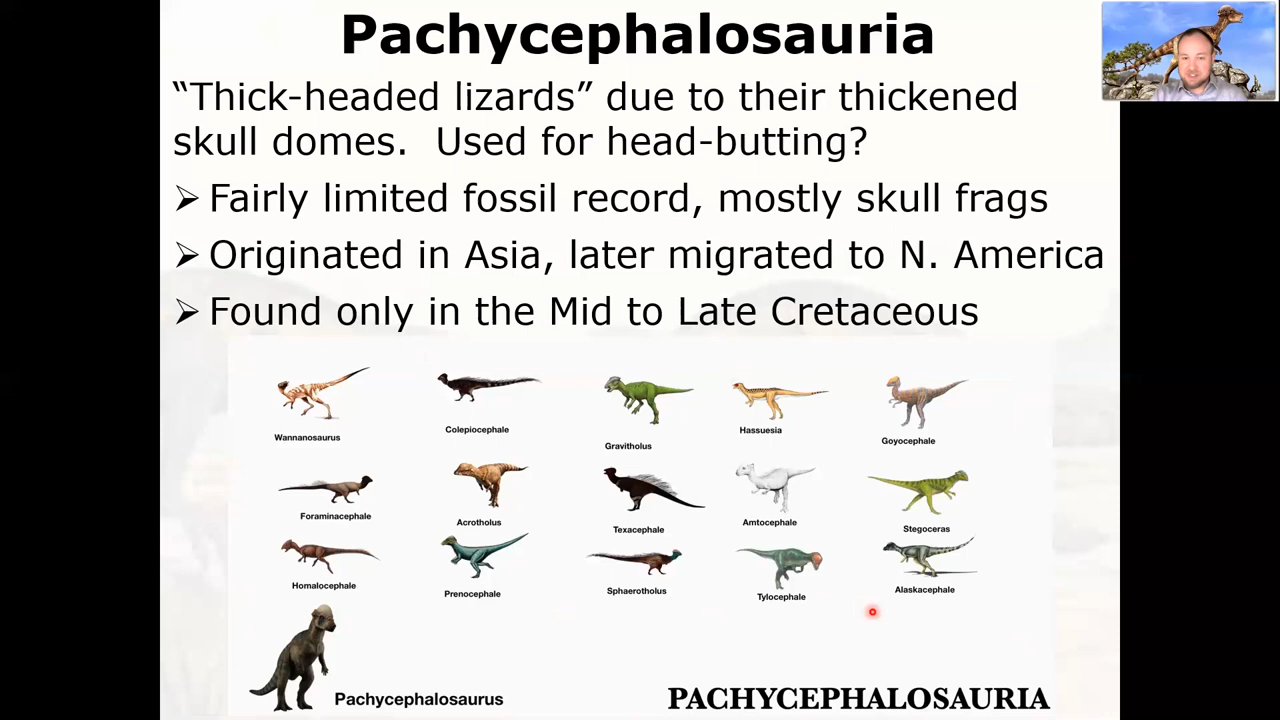 Pachycephalosauria
“Thick-headed lizards” due to their thickened
skull domes.  Used for head-butting?
➢ Fairly limited fossil record, mostly skull frags
➢ Originated in Asia, later migrated to N. America
➢ Found only in the Mid to Late Cretaceous
Wannanosaurus
Colepiocephale
Gravitholus
Hassuesia
Goyocephale
Foraminacephale
Acrotholus
Texacephale
Amtocephale
Stegoceras
Homalocephale
Prenocephale
Sphaerotholus
Tylocephale
Alaskacephale
Pachycephalosaurus
PACHYCEPHALOSAURIA